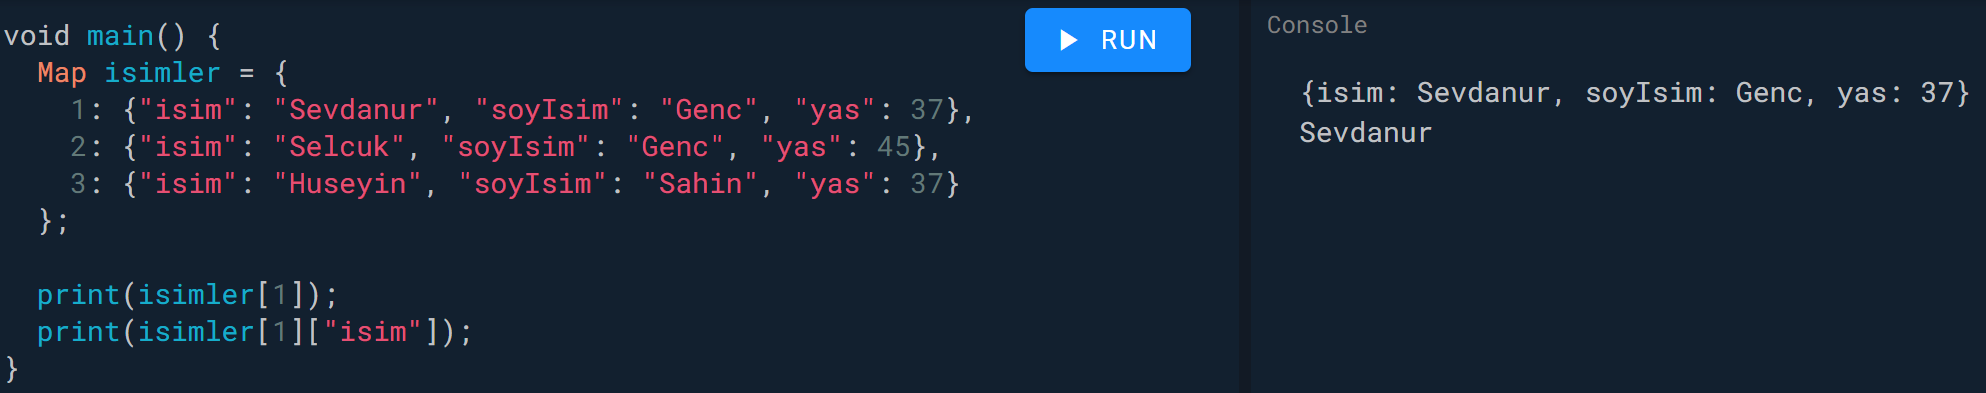 void main() {
  Map isimler = {
    1: {"isim": "Sevdanur", "soyIsim": "Genc", "yas": 37},
    2: {"isim": "Selcuk", "soyIsim": "Genc", "yas": 45},
    3: {"isim": "Huseyin", "soyIsim": "Sahin", "yas": 37}
  };
  print(isimler[1]);
  print(isimler[1]["isim"]);
}
RUN
Console
{isim: Sevdanur, soyIsim: Genc, yas: 37}
Sevdanur